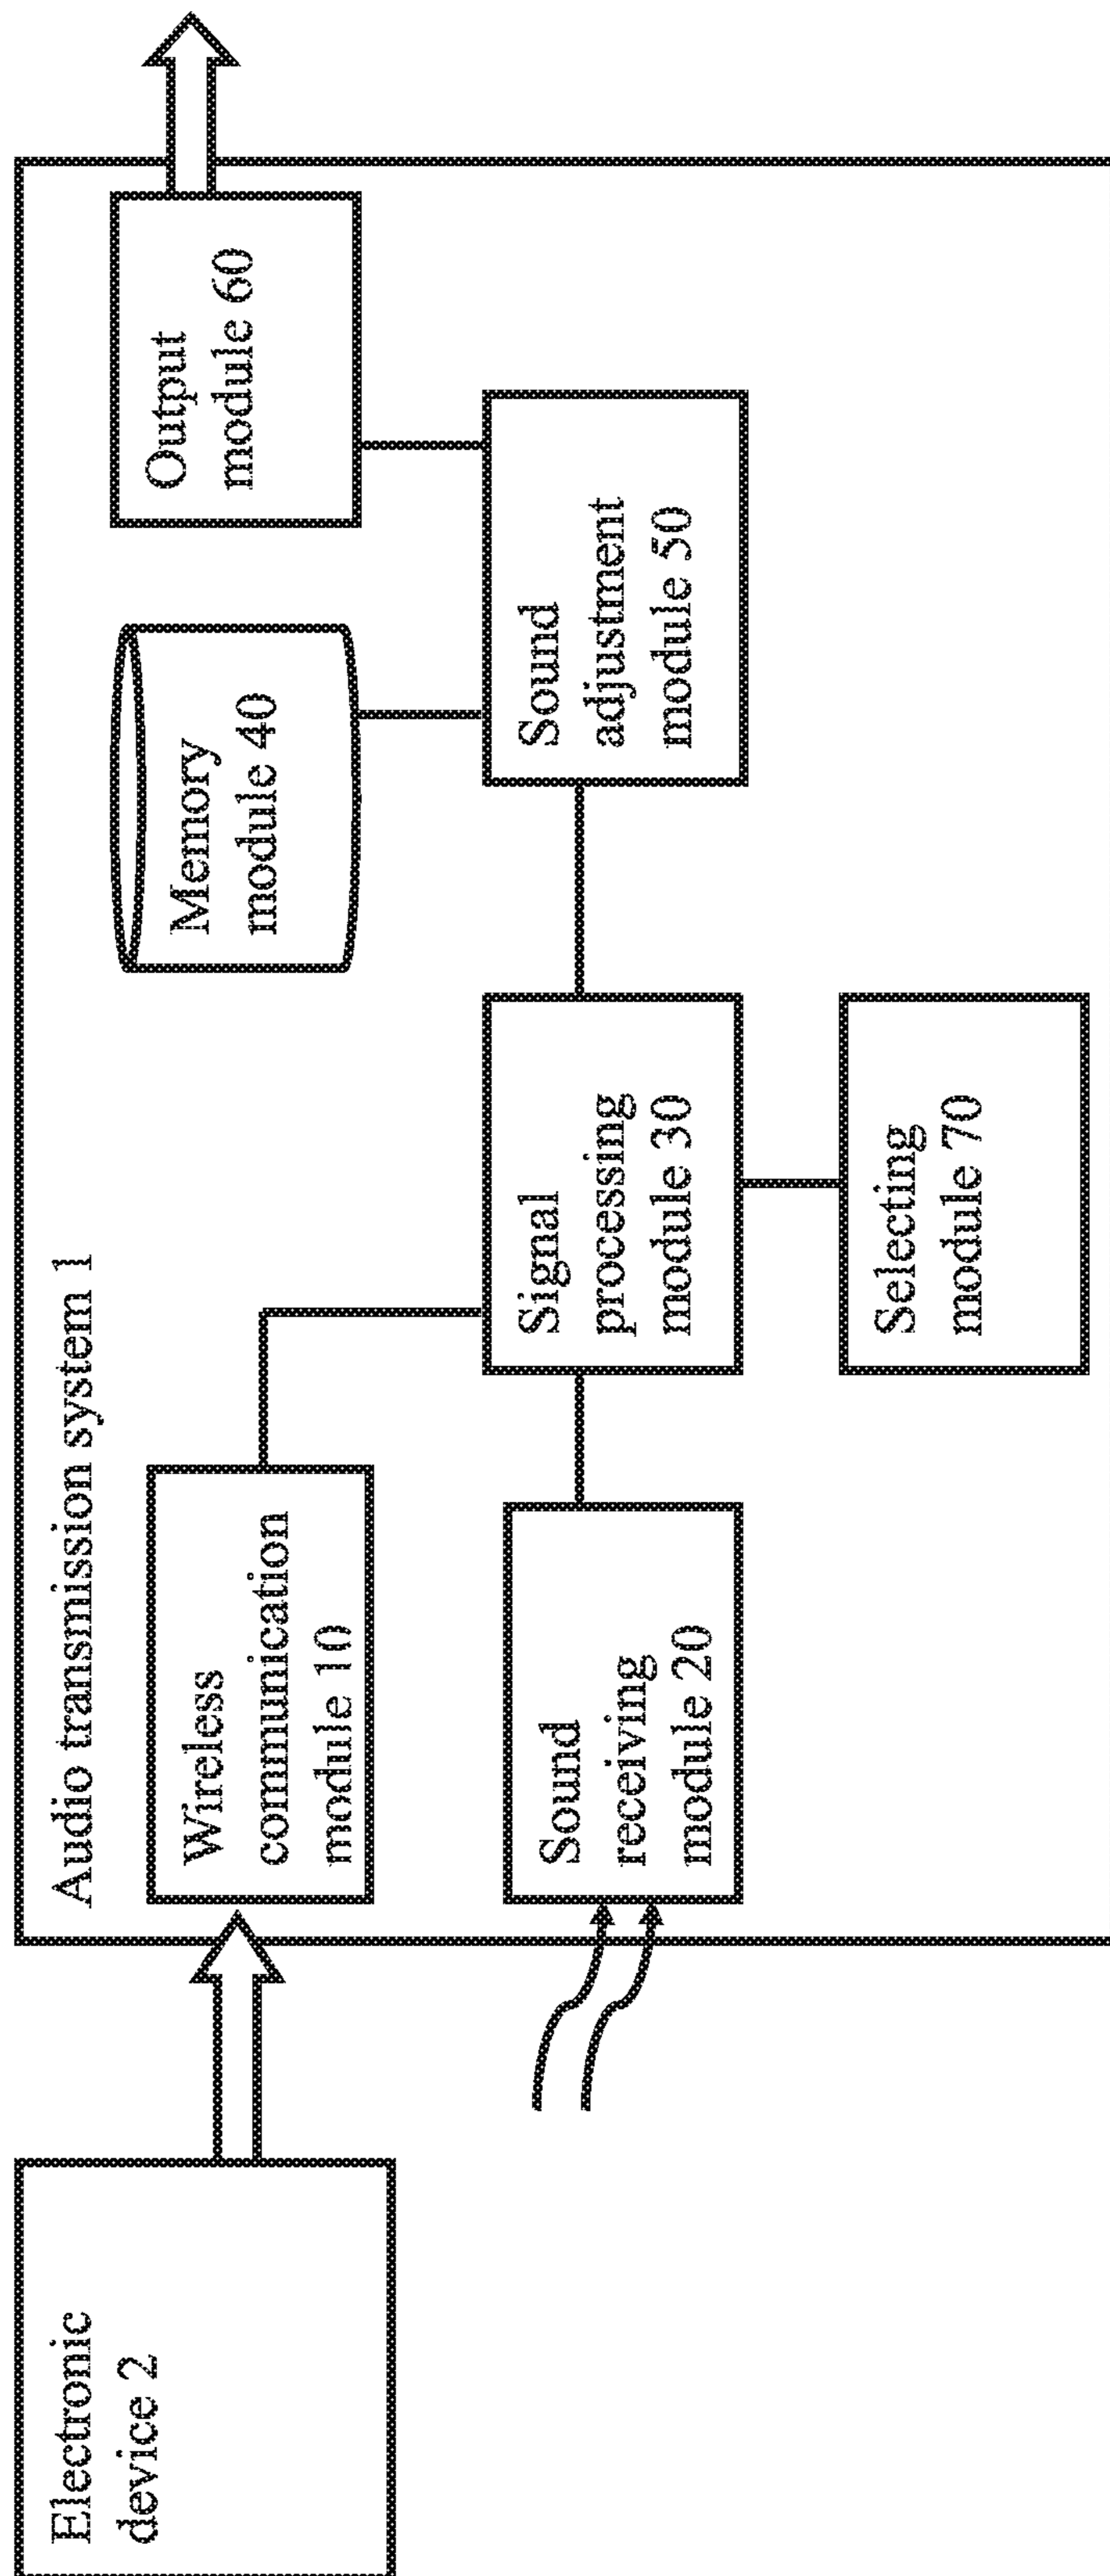 Electronic
device 2
Audio transmission system 1
Wireless
communication
module 10
Sound
receiving
module 20
Signal
processing
module 30
Selecting
module 70
Memory
module 40
Sound
adjustment
module 50
Output
module 60